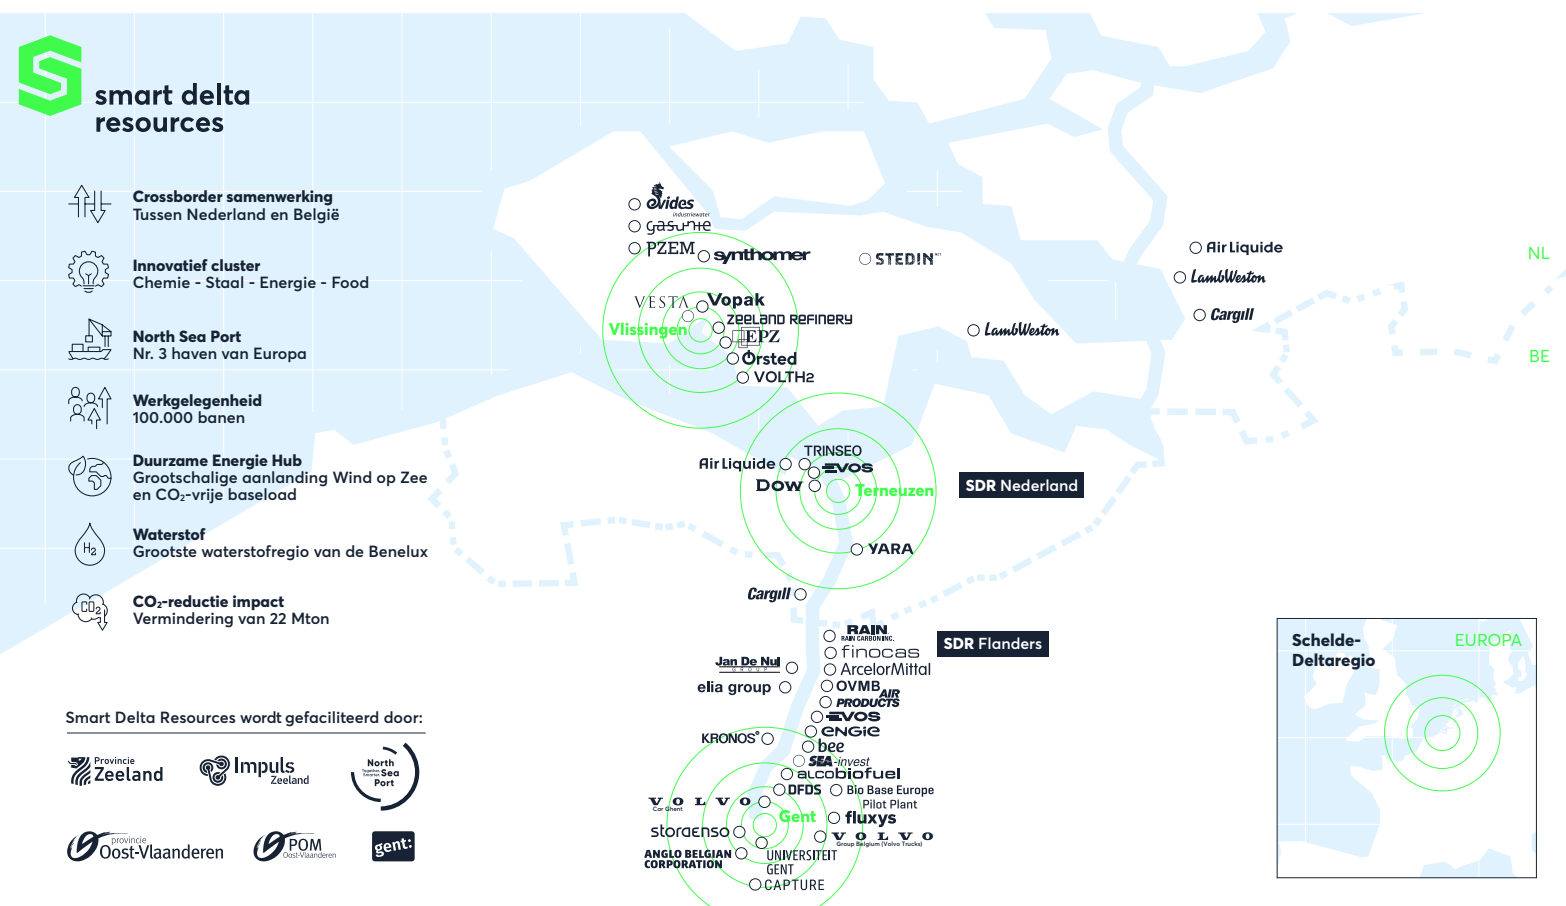 smart delta
resources
Crossborder samenwerking
Tussen Nederland en België
Innovatief cluster
Chemie - Staal - Energie - Food
North Sea Port
Nr. 3 haven van Europa
Werkgelegenheid
100.000 banen
Duurzame Energie Hub
Grootschalige aanlanding Wind op Zee
en CO₂-vrije baseload
H₂
Waterstof
Grootste waterstofregio van de Benelux
CO₂
CO₂-reductie impact
Vermindering van 22 Mton
Smart Delta Resources wordt gefaciliteerd door:
Provincie
Zeeland
Impuls
Zeeland
North
Sea
Port
provincie
Oost-Vlaanderen
POM
Oost-Vlaanderen
gent:
evides
industriewater
gasunie
PZEM
synthomer
STEDIN
VESTA
Vopak
Vlissingen
ZEELAND REFINERY
EPZ
Ørsted
VOLTH2
LambWeston
Air Liquide
LambWeston
Cargill
NL
BE
TRINSEO
Air Liquide
EVOS
DOW
Terneuzen
YARA
SDR Nederland
Cargill
RAIN
RAIN CARBON INC.
finocas
ArcelorMittal
SDR Flanders
Jan De Nul
GROUP
elia group
OVMB
AIR
PRODUCTS
EVOS
ENGIE
KRONOS
bee
SEA-invest
alcobiofuel
DFDS
Bio Base Europe
Pilot Plant
VOLVO
Car Ghent
Gent
fluxys
storaenso
VOLVO
Group Belgium (Volvo Trucks)
ANGLO BELGIAN
CORPORATION
UNIVERSITEIT
GENT
CAPTURE
Schelde-
Deltaregio
EUROPA